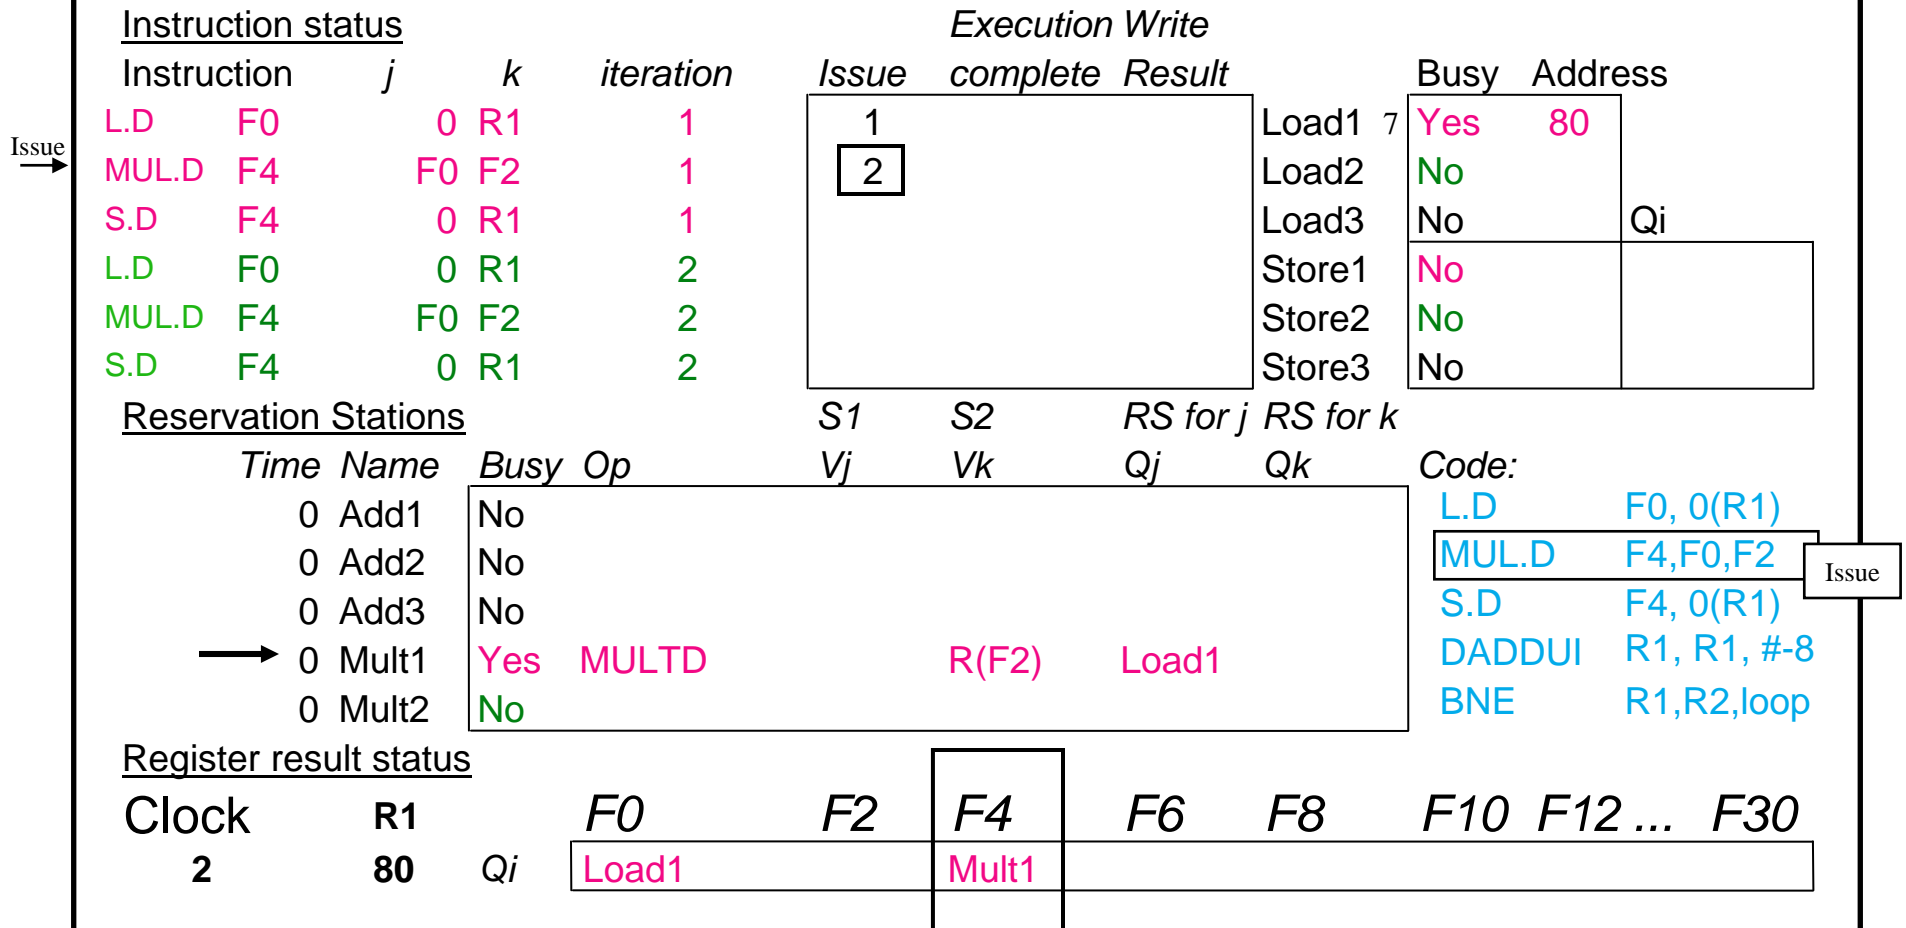 Instruction status Execution Write
Instruction j k iteration Issue complete Result Busy Address
L.D F0 0 R1 1 1 Load1 7 Yes 80
Issue
MUL.D F4 F0 F2 1 2 Load2 No
S.D F4 0 R1 1 Load3 No Qi
L.D F0 0 R1 2 Store1 No
MUL.D F4 F0 F2 2 Store2 No
S.D F4 0 R1 2 Store3 No
Reservation Stations S1 S2 RS for j RS for k
Time Name Busy Op Vj Vk Qj Qk Code:
0 Add1 No L.D F0, 0(R1)
0 Add2 No MUL.D F4,F0,F2 Issue
0 Add3 No S.D F4, 0(R1)
0 Mult1 Yes MULTD R(F2) Load1 DADDUI R1, R1, #-8
0 Mult2 No BNE R1,R2,loop
Register result status
Clock R1 F0 F2 F4 F6 F8 F10 F12 ... F30
2 80 Qi Load1 Mult1